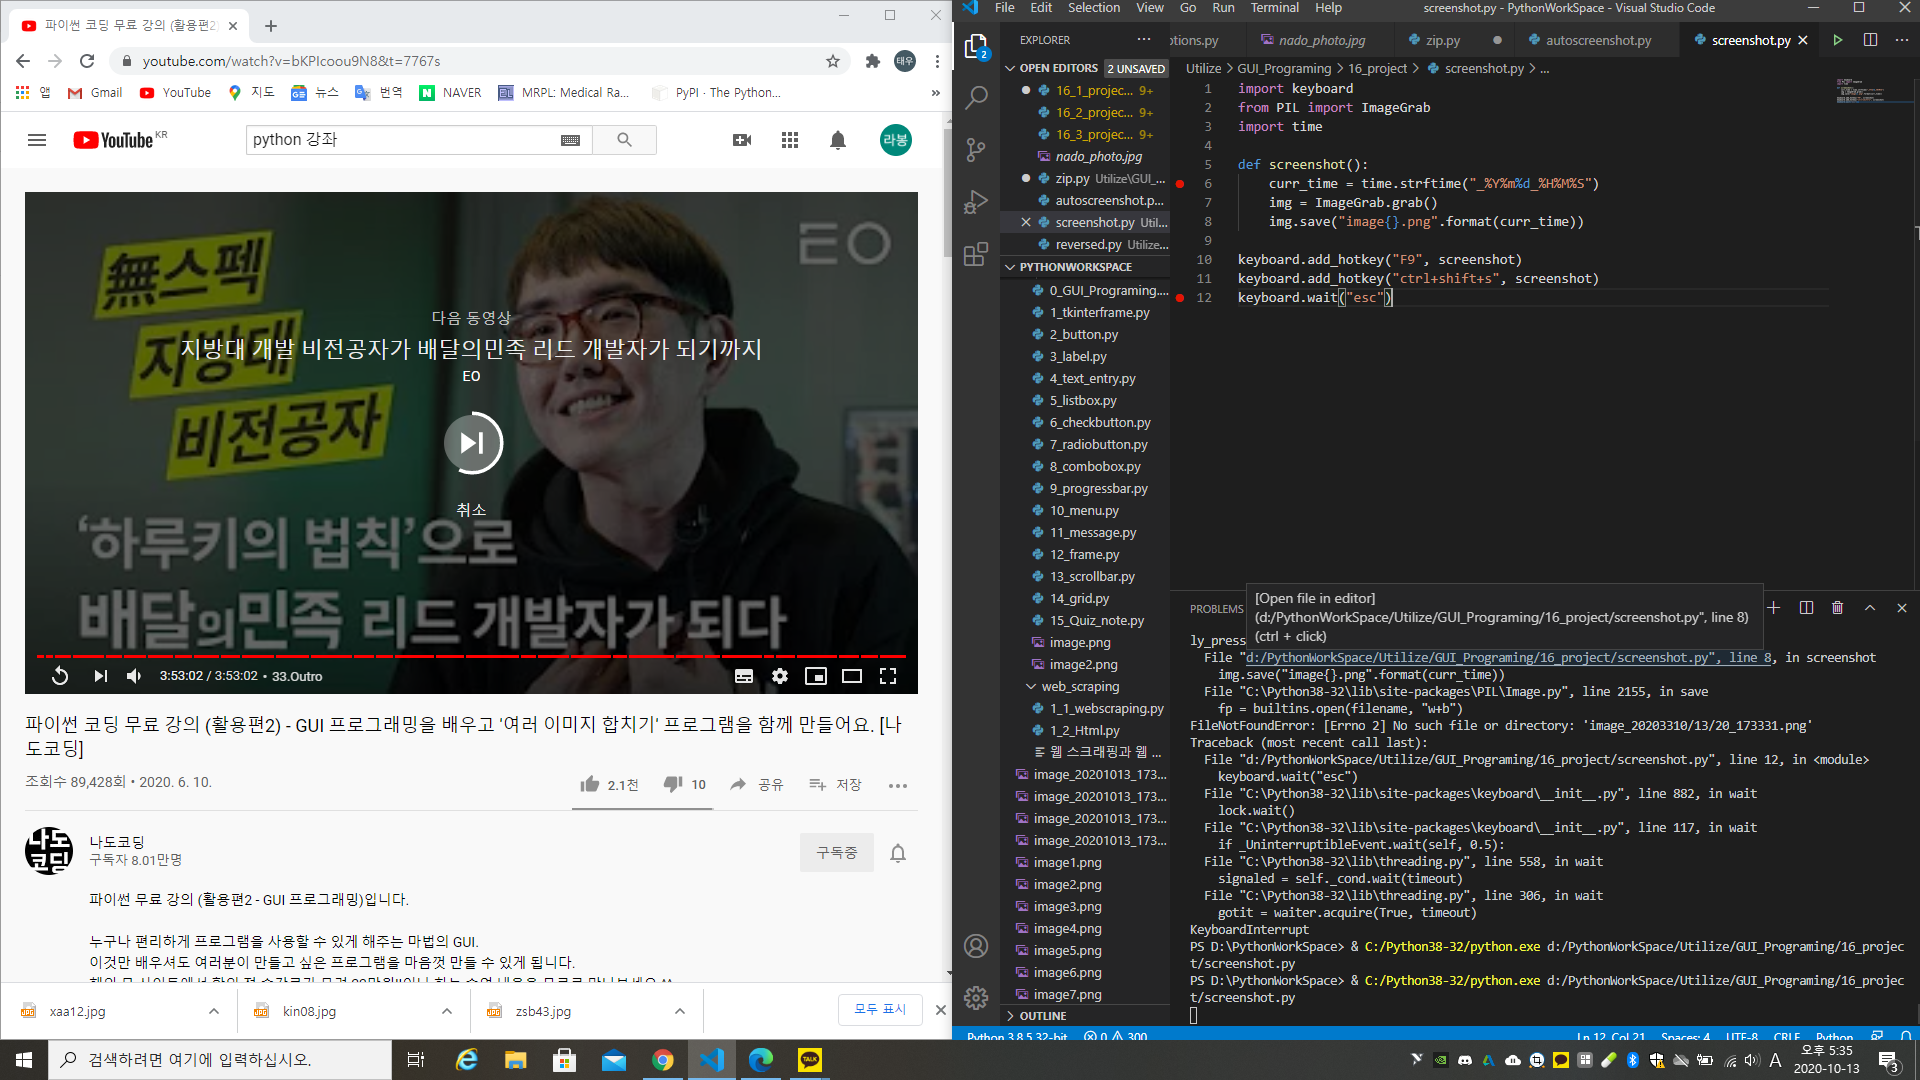 파이썬 코딩 무료 강의 (활용편2)
youtube.com/watch?v=bKPIcoou9N8&t=7767s
태우
앱
Gmail
YouTube
지도
뉴스
번역
NAVER
MRPL: Medical Ra...
PyPI · The Python...
»
YouTube KR
python 강좌
라봉
EO
無스펙
지방대
비전공자
다음 동영상
지방대 개발 비전공자가 배달의민족 리드 개발자가 되기까지
EO
취소
'하루키의 법칙'으로
배달의민족 리드 개발자가 되다
3:53:02 / 3:53:02 • 33.Outro
파이썬 코딩 무료 강의 (활용편2) - GUI 프로그래밍을 배우고 '여러 이미지 합치기' 프로그램을 함께 만들어요. [나
도코딩]
조회수 89,428회 • 2020. 6. 10.
2.1천
10
공유
저장
나도
코딩
나도코딩
구독자 8.01만명
구독중
파이썬 무료 강의 (활용편2 - GUI 프로그래밍)입니다.
누구나 편리하게 프로그램을 사용할 수 있게 해주는 마법의 GUI.
이것만 배우셔도 여러분이 만들고 싶은 프로그램을 마음껏 만들 수 있게 됩니다.
xaa12.jpg
kin08.jpg
zsb43.jpg
모두 표시
File Edit Selection View Go Run Terminal Help
screenshot.py - PythonWorkSpace - Visual Studio Code
2
EXPLORER
OPEN EDITORS 2 UNSAVED
16_1_projec... 9+
16_2_projec... 9+
16_3_projec... 9+
nado_photo.jpg
zip.py Utilize\GUI_...
autoscreenshot.p...
screenshot.py Util...
reversed.py Utilize...
PYTHONWORKSPACE
0_GUI_Programing....
1_tkinterframe.py
2_button.py
3_label.py
4_text_entry.py
5_listbox.py
6_checkbutton.py
7_radiobutton.py
8_combobox.py
9_progressbar.py
10_menu.py
11_message.py
12_frame.py
13_scrollbar.py
14_grid.py
15_Quiz_note.py
image.png
image2.png
web_scraping
1_1_webscraping.py
1_2_Html.py
웹 스크래핑과 웹 ...
image_20201013_173...
image_20201013_173...
image_20201013_173...
image_20201013_173...
image1.png
image2.png
image3.png
image4.png
image5.png
image6.png
image7.png
OUTLINE
otions.py
nado_photo.jpg
zip.py
autoscreenshot.py
screenshot.py
Utilize > GUI_Programing > 16_project > screenshot.py > ...
1 import keyboard
2 from PIL import ImageGrab
3 import time
4
5 def screenshot():
6 curr_time = time.strftime("_%Y%m%d_%H%M%S")
7 img = ImageGrab.grab()
8 img.save("image{}.png".format(curr_time))
9
10 keyboard.add_hotkey("F9", screenshot)
11 keyboard.add_hotkey("ctrl+shift+s", screenshot)
12 keyboard.wait("esc")
PROBLEMS
[Open file in editor]
(d:/PythonWorkSpace/Utilize/GUI_Programing/16_project/screenshot.py", line 8)
(ctrl + click)
ly_press
File "d:/PythonWorkSpace/Utilize/GUI_Programing/16_project/screenshot.py", line 8, in screenshot
img.save("image{}.png".format(curr_time))
File "C:\Python38-32\lib\site-packages\PIL\Image.py", line 2155, in save
fp = builtins.open(filename, "w+b")
FileNotFoundError: [Errno 2] No such file or directory: 'image_20203310/13/20_173331.png'
Traceback (most recent call last):
File "d:/PythonWorkSpace/Utilize/GUI_Programing/16_project/screenshot.py", line 12, in <module>
keyboard.wait("esc")
File "C:\Python38-32\lib\site-packages\keyboard\__init__.py", line 882, in wait
lock.wait()
File "C:\Python38-32\lib\site-packages\keyboard\__init__.py", line 117, in wait
if _UninterruptibleEvent.wait(self, 0.5):
File "C:\Python38-32\lib\threading.py", line 558, in wait
signaled = self._cond.wait(timeout)
File "C:\Python38-32\lib\threading.py", line 306, in wait
gotit = waiter.acquire(True, timeout)
KeyboardInterrupt
PS D:\PythonWorkSpace> & C:/Python38-32/python.exe d:/PythonWorkSpace/Utilize/GUI_Programing/16_projec
t/screenshot.py
PS D:\PythonWorkSpace> & C:/Python38-32/python.exe d:/PythonWorkSpace/Utilize/GUI_Programing/16_projec
t/screenshot.py
Python 3.8.5 32-bit 0 300
Ln 12, Col 21 Spaces: 4 UTF-8 CRLF Python
검색하려면 여기에 입력하십시오.
TALK
A
오후 5:35
2020-10-13
3